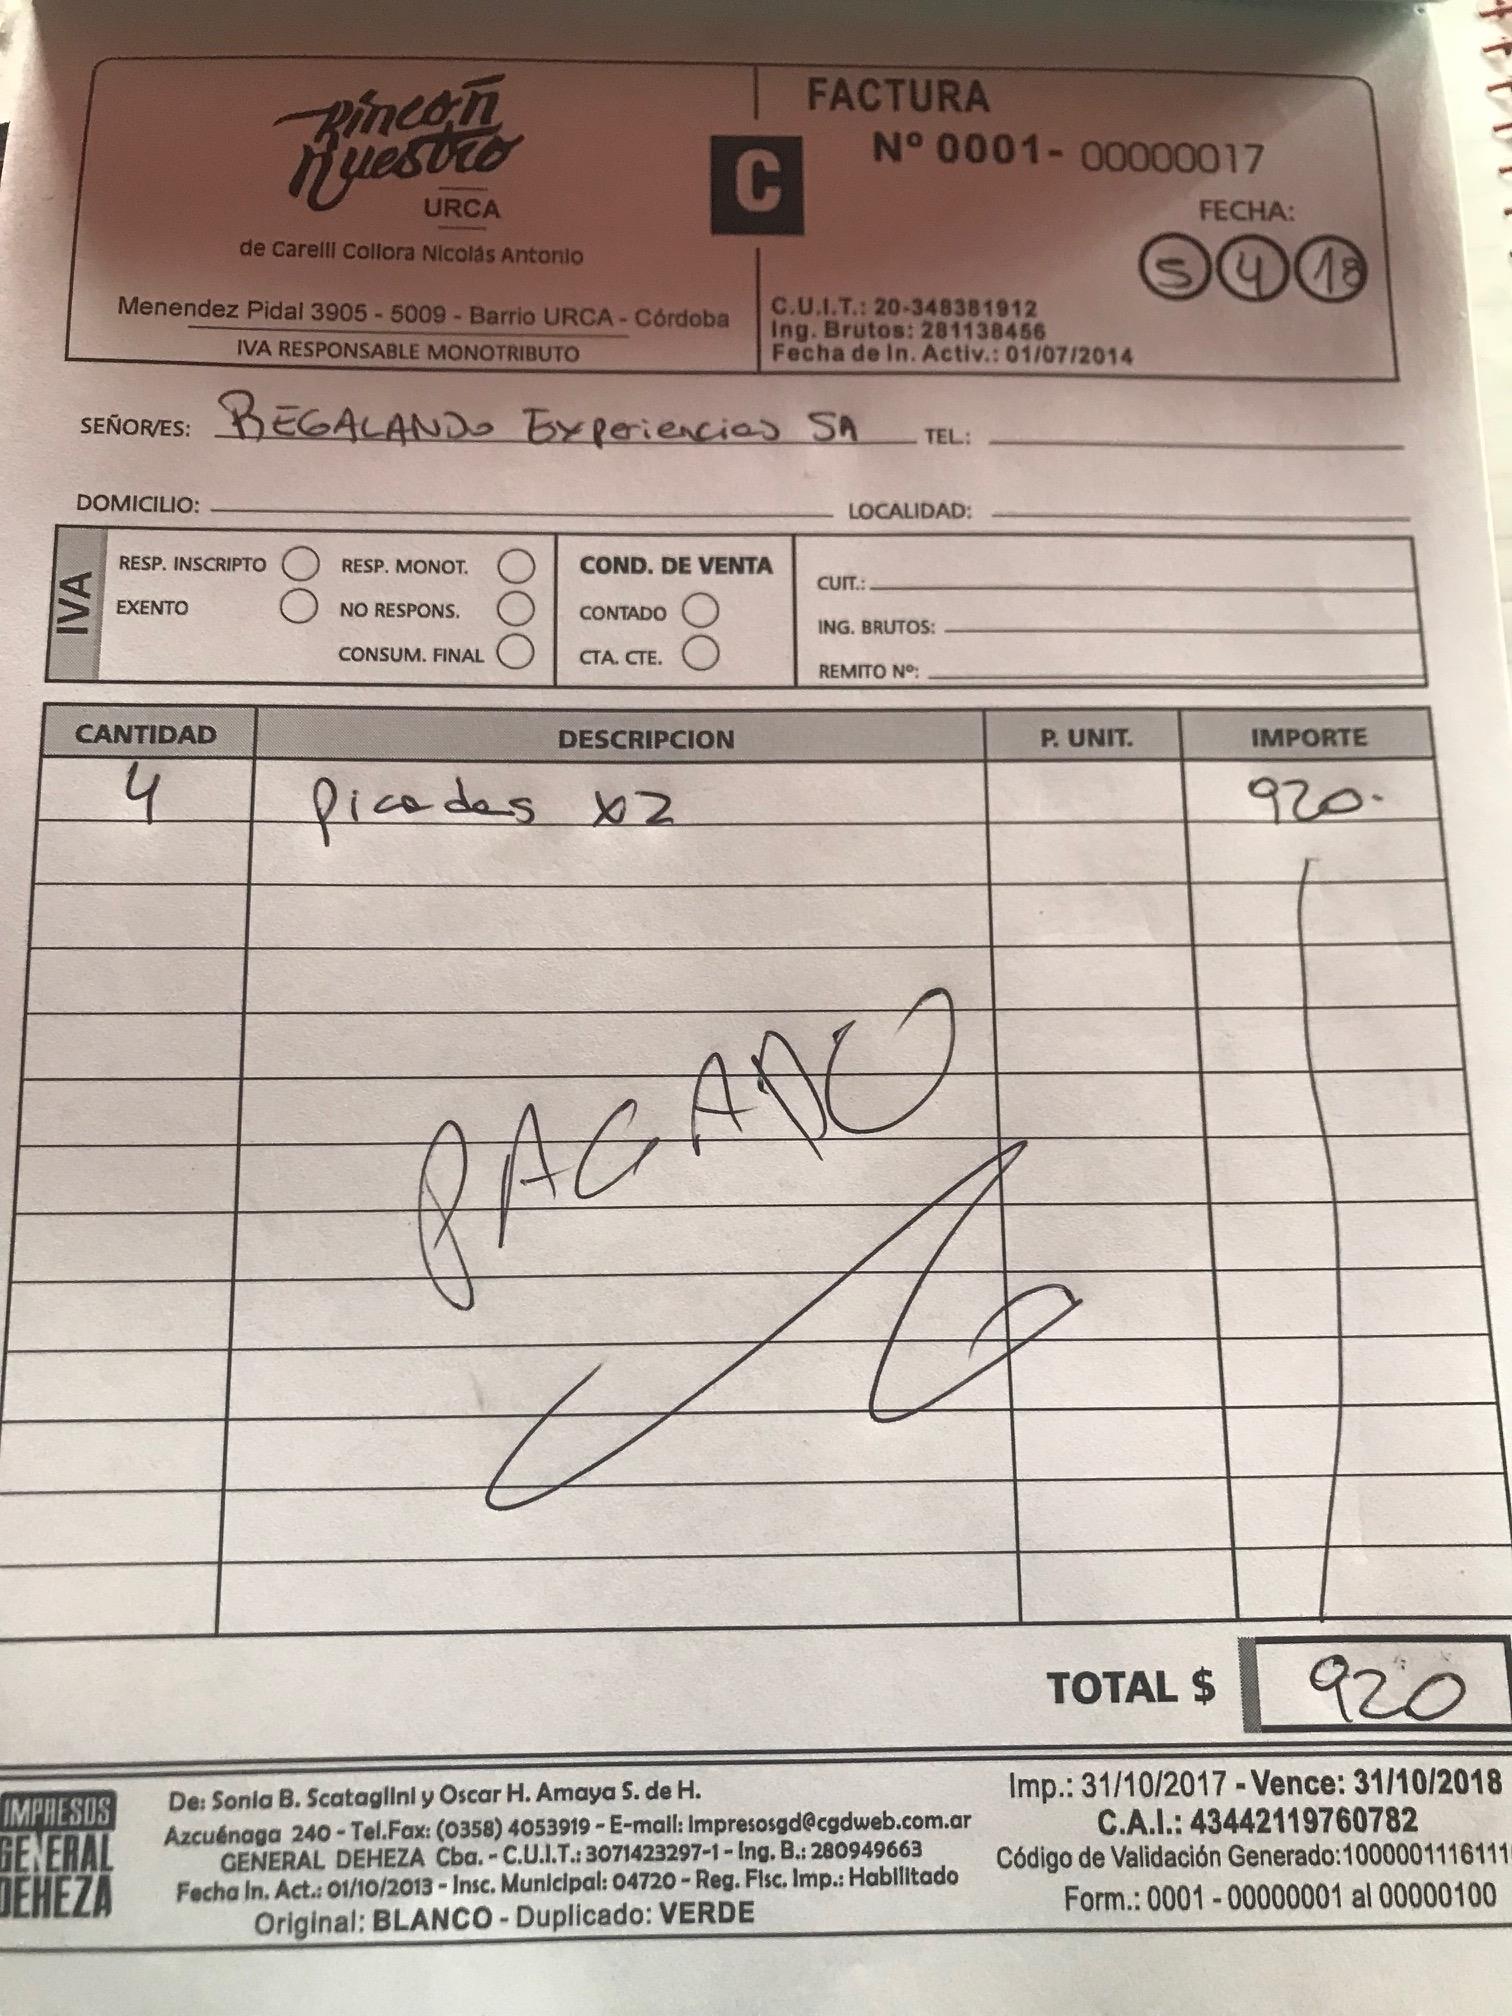 Rincón
Nuestro
URCA
de Carelli Collora Nicolás Antonio
Menendez Pidal 3905 - 5009 - Barrio URCA - Córdoba
IVA RESPONSABLE MONOTRIBUTO
C
FACTURA
Nº 0001 - 00000017
FECHA:
5 4 18
C.U.I.T.: 20-348381912
Ing. Brutos: 281138456
Fecha de In. Activ.: 01/07/2014
SEÑOR/ES: REGALANDO Experiencias SA TEL.:
DOMICILIO: LOCALIDAD:
IVA
RESP. INSCRIPTO RESP. MONOT.
EXENTO NO RESPONS.
CONSUM. FINAL
COND. DE VENTA
CONTADO
CTA. CTE.
CUIT.:
ING. BRUTOS:
REMITO Nº:
CANTIDAD DESCRIPCION P. UNIT. IMPORTE
4 Picadas x2 920.
PAGADO
TOTAL $ 920
IMPRESOS
GENERAL
DEHEZA
De: Sonia B. Scataglini y Oscar H. Amaya S. de H.
Azcuénaga 240 - Tel.Fax: (0358) 4053919 - E-mail: impresosgd@cgdweb.com.ar
GENERAL DEHEZA Cba. - C.U.I.T.: 3071423297-1 - Ing. B.: 280949663
Fecha In. Act.: 01/10/2013 - Insc. Municipal: 04720 - Reg. Fisc. Imp.: Habilitado
Original: BLANCO - Duplicado: VERDE
Imp.: 31/10/2017 - Vence: 31/10/2018
C.A.I.: 43442119760782
Código de Validación Generado:1000001116111
Form.: 0001 - 00000001 al 00000100